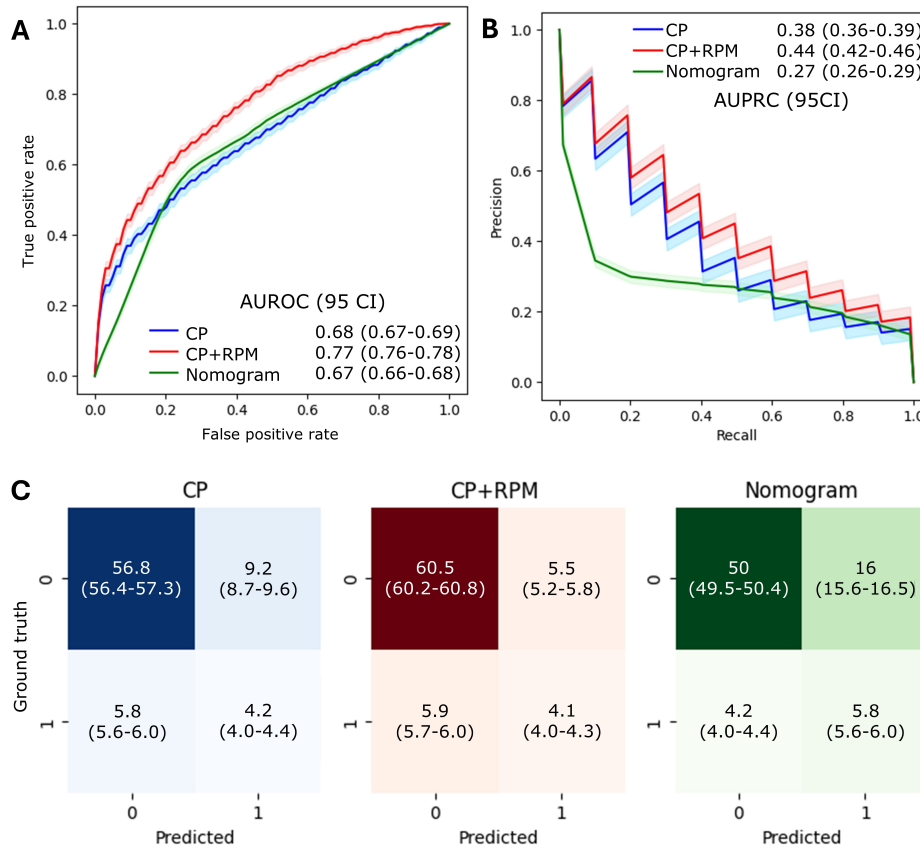 A
1.0
0.8
0.6
0.4
0.2
0.0
True positive rate
AUROC (95 CI)
CP 0.68 (0.67-0.69)
CP+RPM 0.77 (0.76-0.78)
Nomogram 0.67 (0.66-0.68)
0.0 0.2 0.4 0.6 0.8 1.0
False positive rate
B
1.0
0.8
0.6
0.4
0.2
0.0
Precision
CP 0.38 (0.36-0.39)
CP+RPM 0.44 (0.42-0.46)
Nomogram 0.27 (0.26-0.29)
AUPRC (95CI)
0.0 0.2 0.4 0.6 0.8 1.0
Recall
C
CP
Ground truth
0
56.8 9.2
(56.4-57.3) (8.7-9.6)
1
5.8 4.2
(5.6-6.0) (4.0-4.4)
0 1
Predicted
CP+RPM
0
60.5 5.5
(60.2-60.8) (5.2-5.8)
1
5.9 4.1
(5.7-6.0) (4.0-4.3)
0 1
Predicted
Nomogram
0
50 16
(49.5-50.4) (15.6-16.5)
1
4.2 5.8
(4.0-4.4) (5.6-6.0)
0 1
Predicted